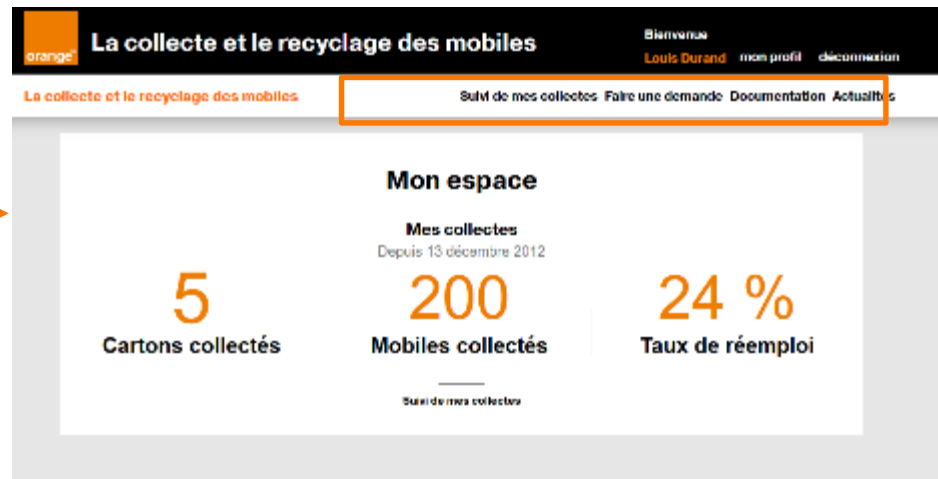 orange
La collecte et le recyclage des mobiles
Bienvenue
Louis Durand mon profil déconnexion
La collecte et le recyclage des mobiles
Suivi de mes collectes Faire une demande Documentation Actualités
Mon espace
Mes collectes
Depuis 13 décembre 2012
5
Cartons collectés
200
Mobiles collectés
24 %
Taux de réemploi
Suivi de mes collectes